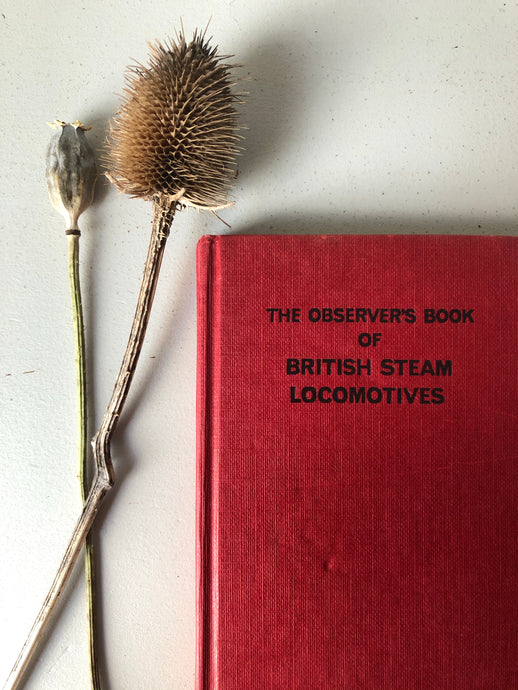 THE OBSERVER'S BOOK
OF
BRITISH STEAM
LOCOMOTIVES